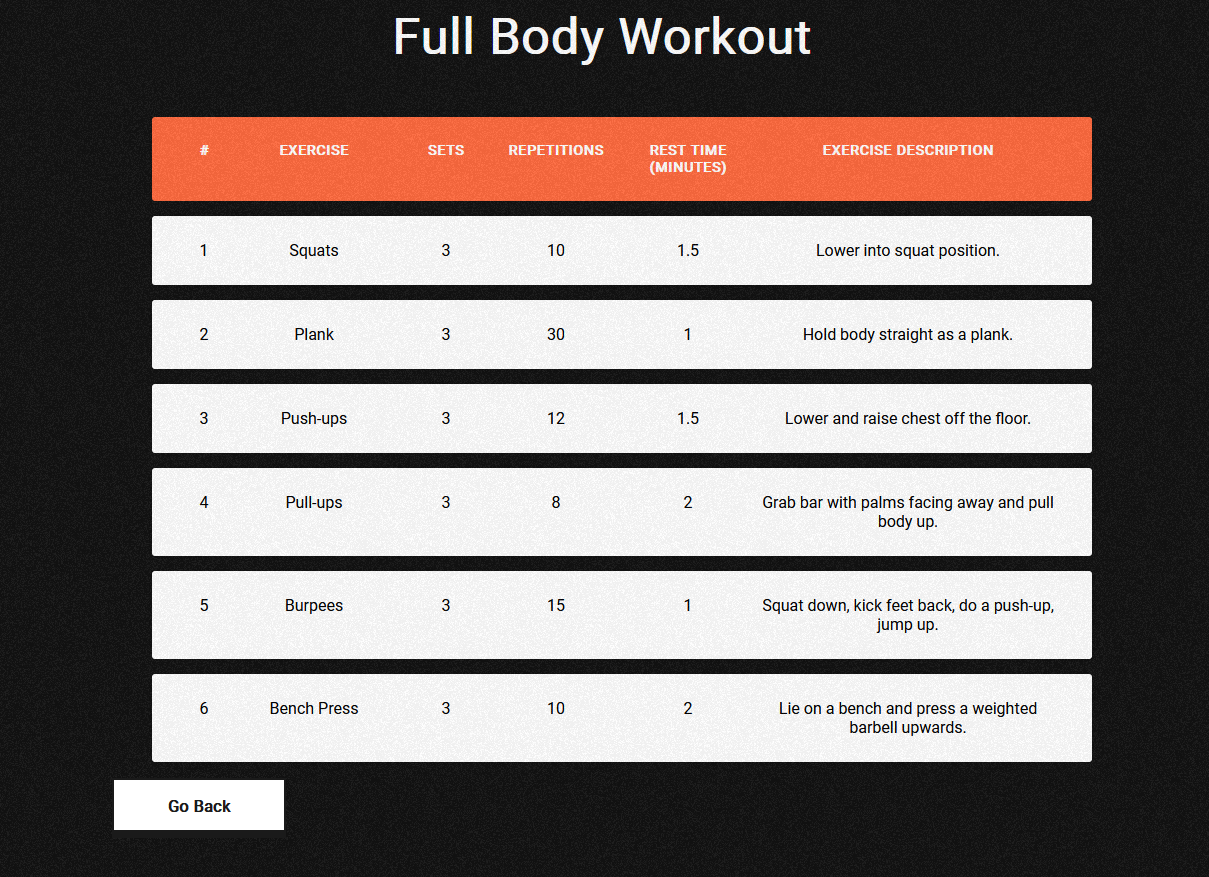 Full Body Workout
# EXERCISE SETS REPETITIONS REST TIME (MINUTES) EXERCISE DESCRIPTION
1 Squats 3 10 1.5 Lower into squat position.
2 Plank 3 30 1 Hold body straight as a plank.
3 Push-ups 3 12 1.5 Lower and raise chest off the floor.
4 Pull-ups 3 8 2 Grab bar with palms facing away and pull
body up.
5 Burpees 3 15 1 Squat down, kick feet back, do a push-up,
jump up.
6 Bench Press 3 10 2 Lie on a bench and press a weighted
barbell upwards.
Go Back